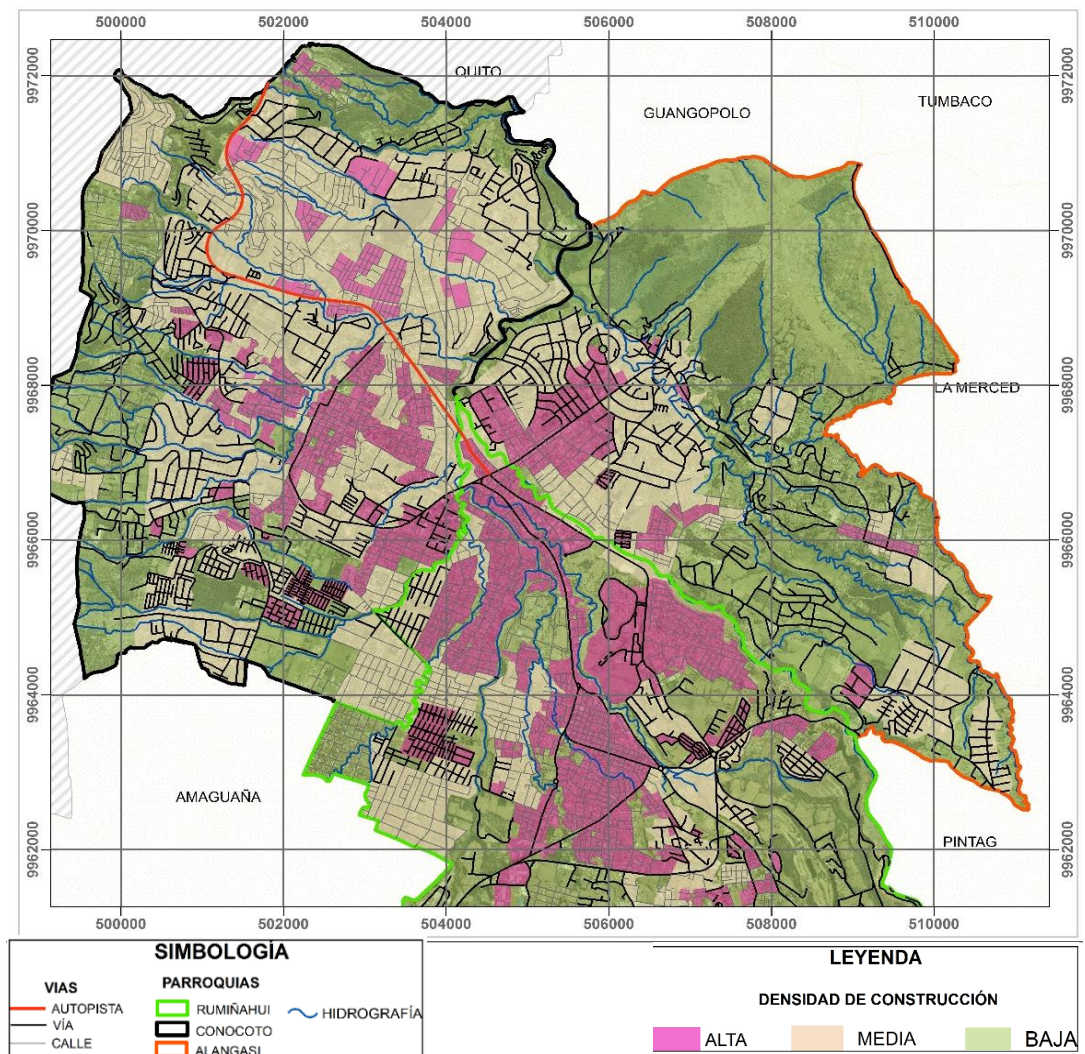 500000 502000 504000 506000 508000 510000
9972000 9972000
QUITO
TUMBACO
GUANGOPOLO
9970000 9970000
9968000 9968000
LA MERCED
9966000 9966000
9964000 9964000
AMAGUAÑA
PINTAG
9962000 9962000
500000 502000 504000 506000 508000 510000
SIMBOLOGÍA
VIAS
AUTOPISTA
VÍA
CALLE
PARROQUIAS
RUMIÑAHUI
CONOCOTO
ALANGASI
HIDROGRAFÍA
LEYENDA
DENSIDAD DE CONSTRUCCIÓN
ALTA MEDIA BAJA